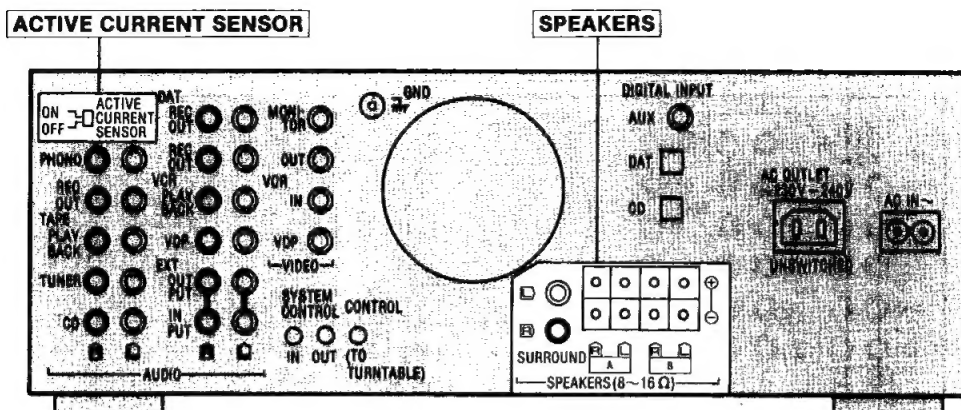 ACTIVE CURRENT SENSOR
SPEAKERS
ON
OFF
ACTIVE
CURRENT
SENSOR
PHONO
REC
OUT
TAPE
PLAY
BACK
TUNER
CD
R L
DAT
REC
OUT
REC
OUT
VCR
PLAY
BACK
VDP
EXT
OUT
PUT
IN
PUT
R L
AUDIO
MONI
TOR
OUT
VCR
IN
VDP
VIDEO
GND
SYSTEM
CONTROL
IN OUT
CONTROL
(TO
TURNTABLE)
L
R
SURROUND
⊕
⊖
R L
A
R L
B
SPEAKERS (8~16Ω)
DIGITAL INPUT
AUX
DAT
CD
AC OUTLET
~230V-240V
UNSWITCHED
AC IN~